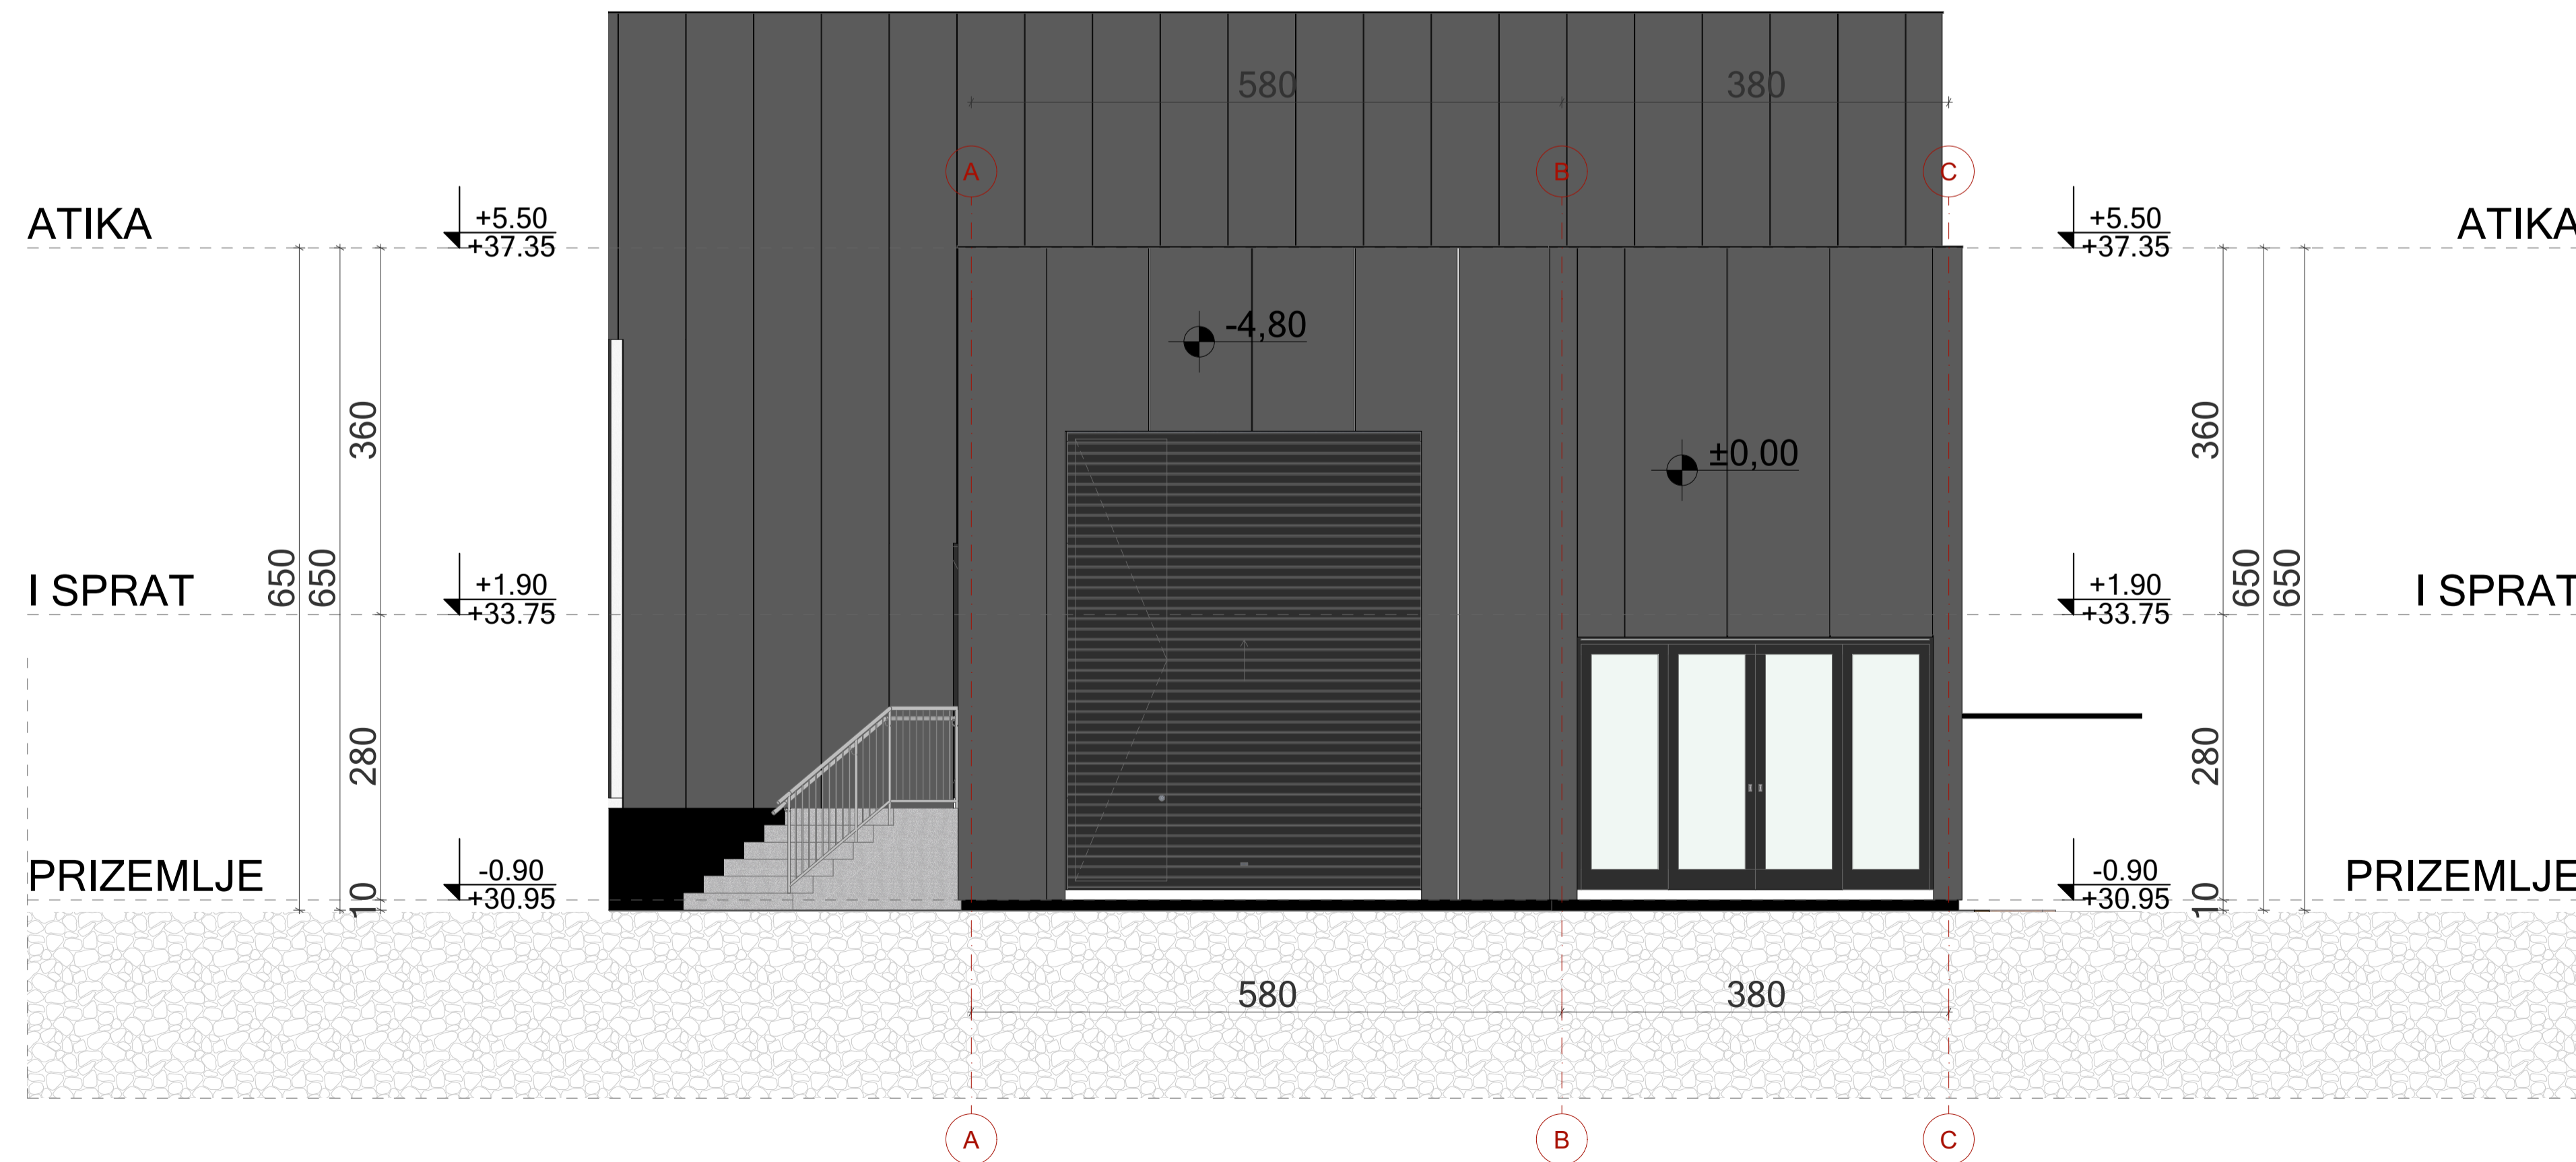 580 380
A B C
ATIKA +5.50 +5.50 ATIKA
+37.35 +37.35
-4,80
360 360
±0,00
650 650 650 650
I SPRAT +1.90 +1.90 I SPRAT
+33.75 +33.75
280 280
PRIZEMLJE -0.90 -0.90 PRIZEMLJE
10 +30.95 +30.95 10
580 380
A B C